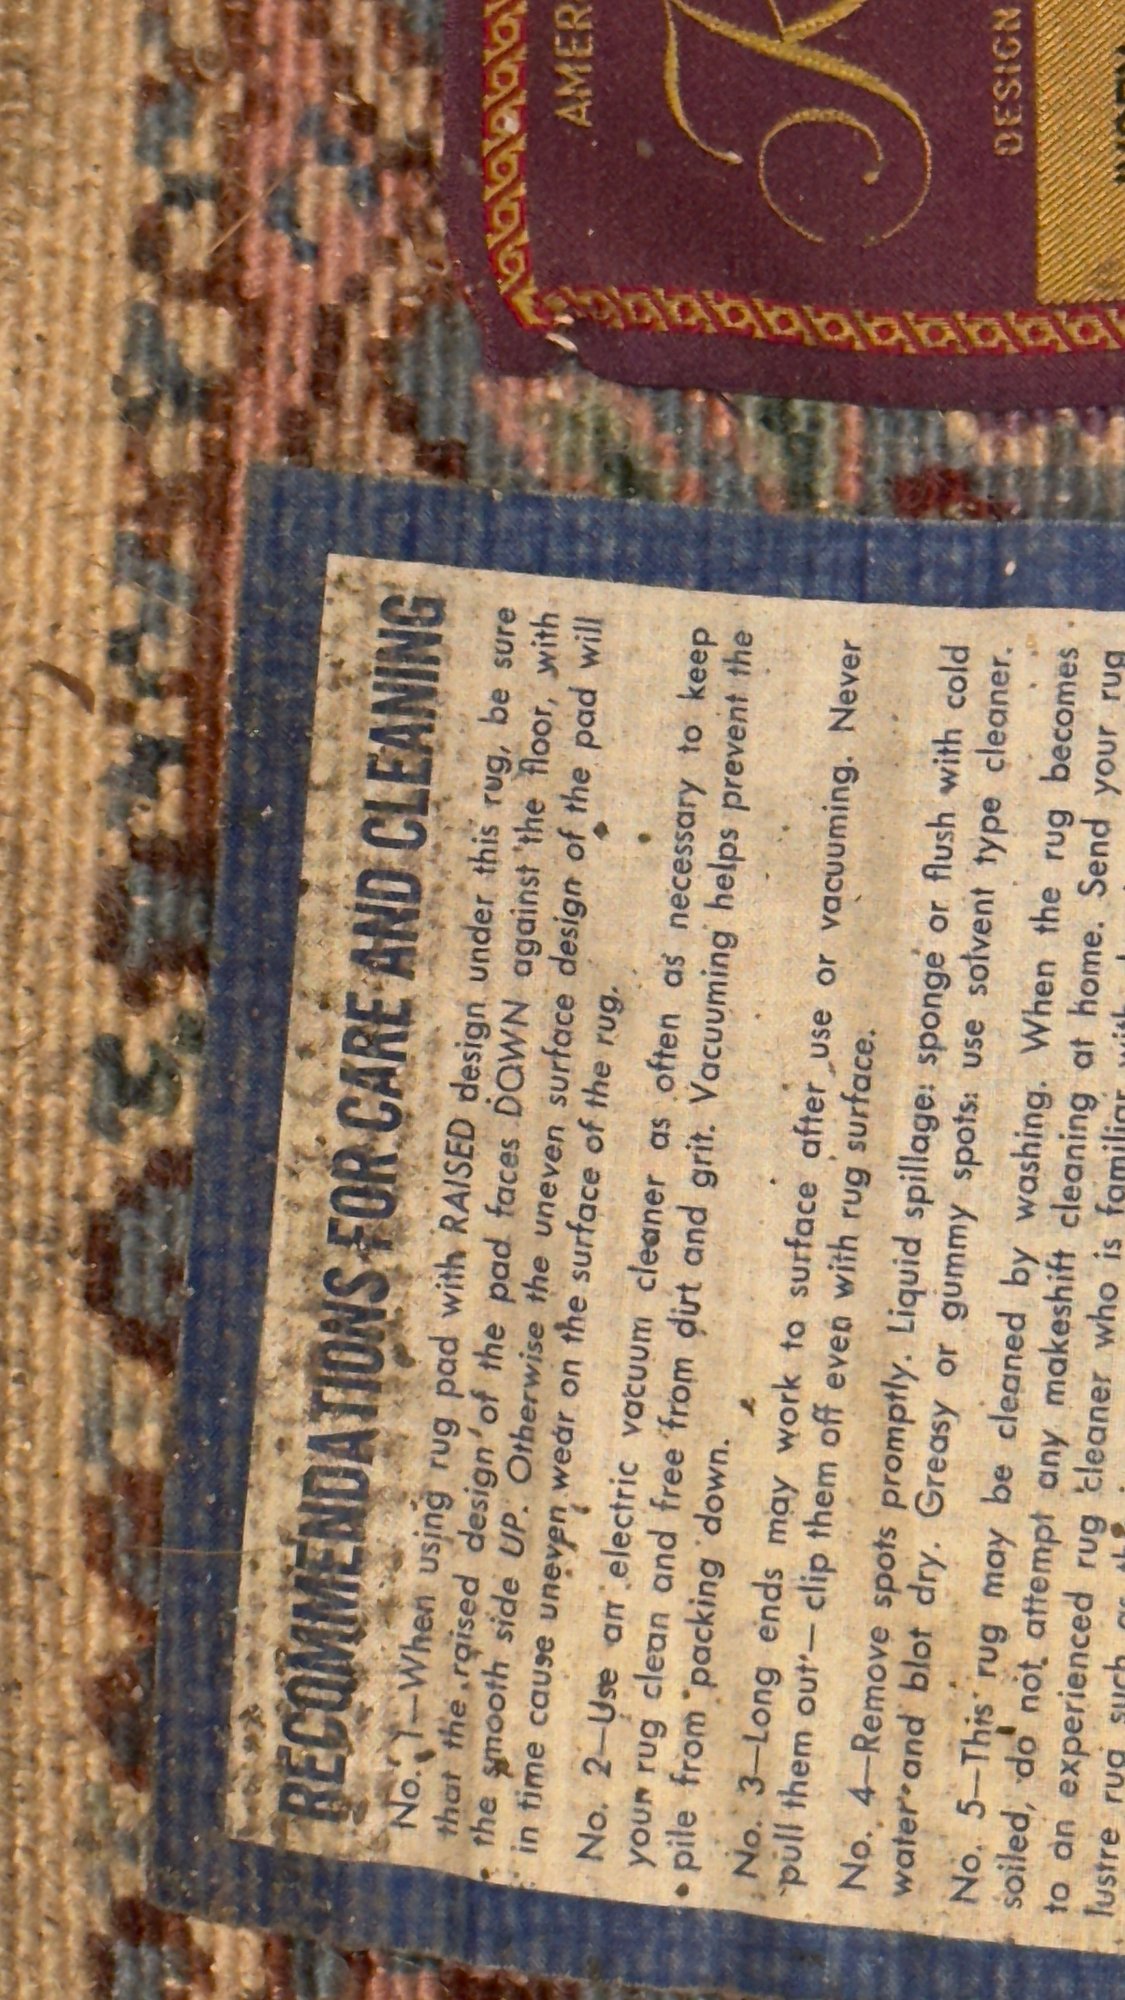 AMER
K
DESIGN
RECOMMENDATIONS FOR CARE AND CLEANING
No. 1—When using rug pad with RAISED design under this rug, be sure
that the raised design of the pad faces DOWN against the floor, with
the smooth side UP. Otherwise the uneven surface design of the pad will
in time cause uneven wear on the surface of the rug.
No. 2—Use an electric vacuum cleaner as often as necessary to keep
your rug clean and free from dirt and grit. Vacuuming helps prevent the
pile from packing down.
No. 3—Long ends may work to surface after use or vacuuming. Never
pull them out — clip them off even with rug surface.
No. 4—Remove spots promptly. Liquid spillage: sponge or flush with cold
water and blot dry. Greasy or gummy spots: use solvent type cleaner.
No. 5—This rug may be cleaned by washing. When the rug becomes
soiled, do not attempt any makeshift cleaning at home. Send your rug
to an experienced rug cleaner who is familiar with
lustre rug such as